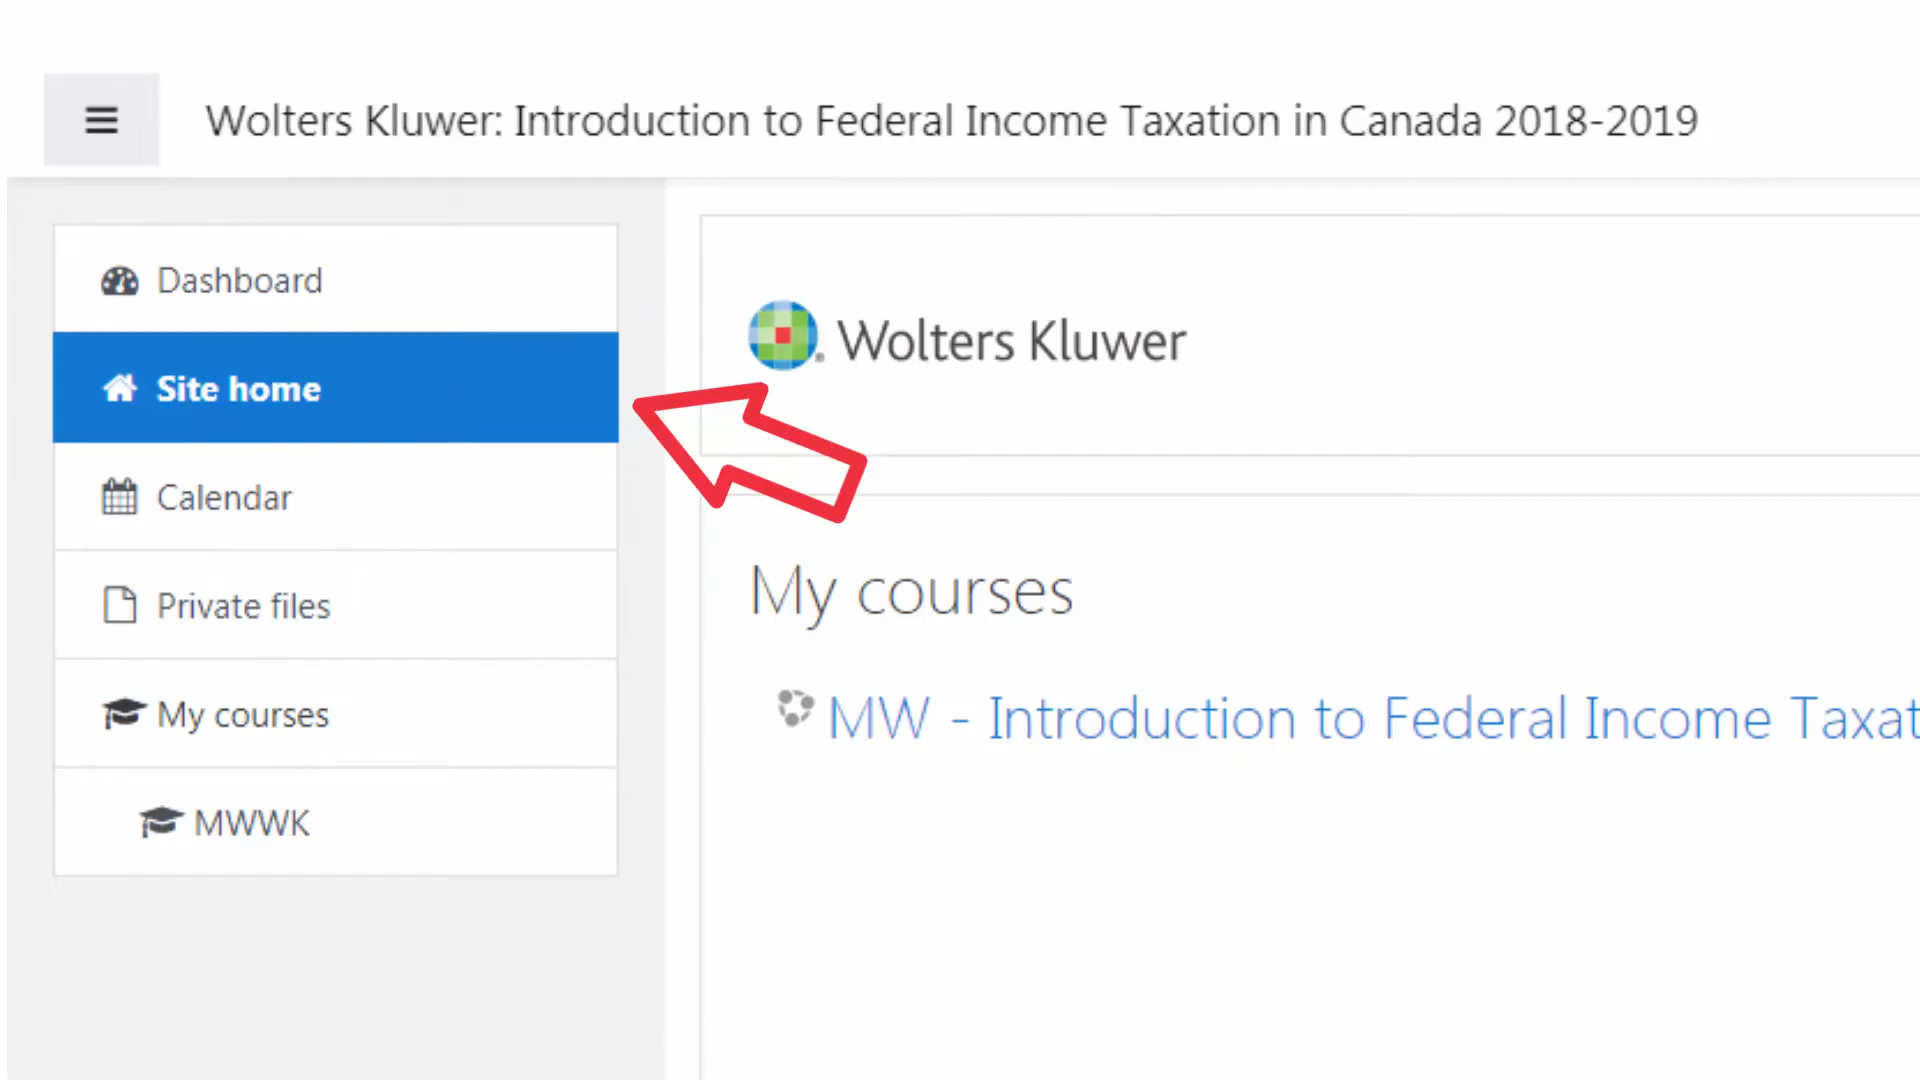 Wolters Kluwer: Introduction to Federal Income Taxation in Canada 2018-2019
Dashboard
Site home
Calendar
Private files
My courses
MWWK
Wolters Kluwer
My courses
MW - Introduction to Federal Income Taxat